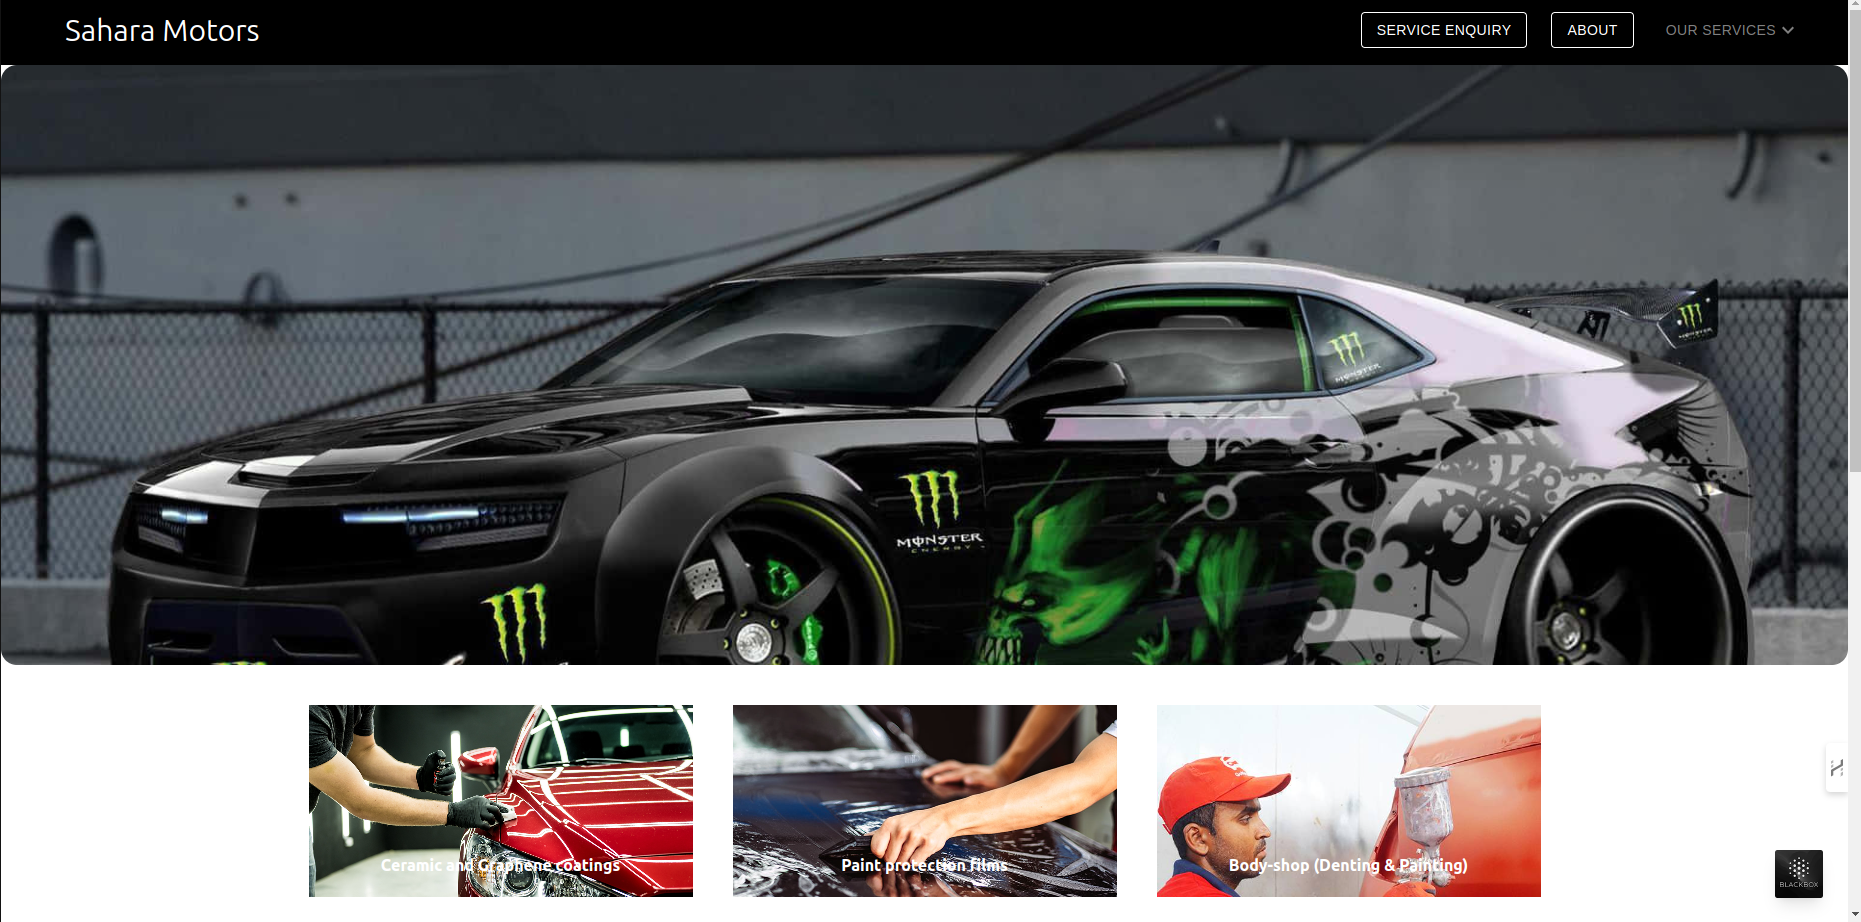 Sahara Motors
SERVICE ENQUIRY
ABOUT
OUR SERVICES
MONSTER
ENERGY
Ceramic and Graphene coatings
Paint protection films
Body-shop (Denting & Painting)
BLACKBOX